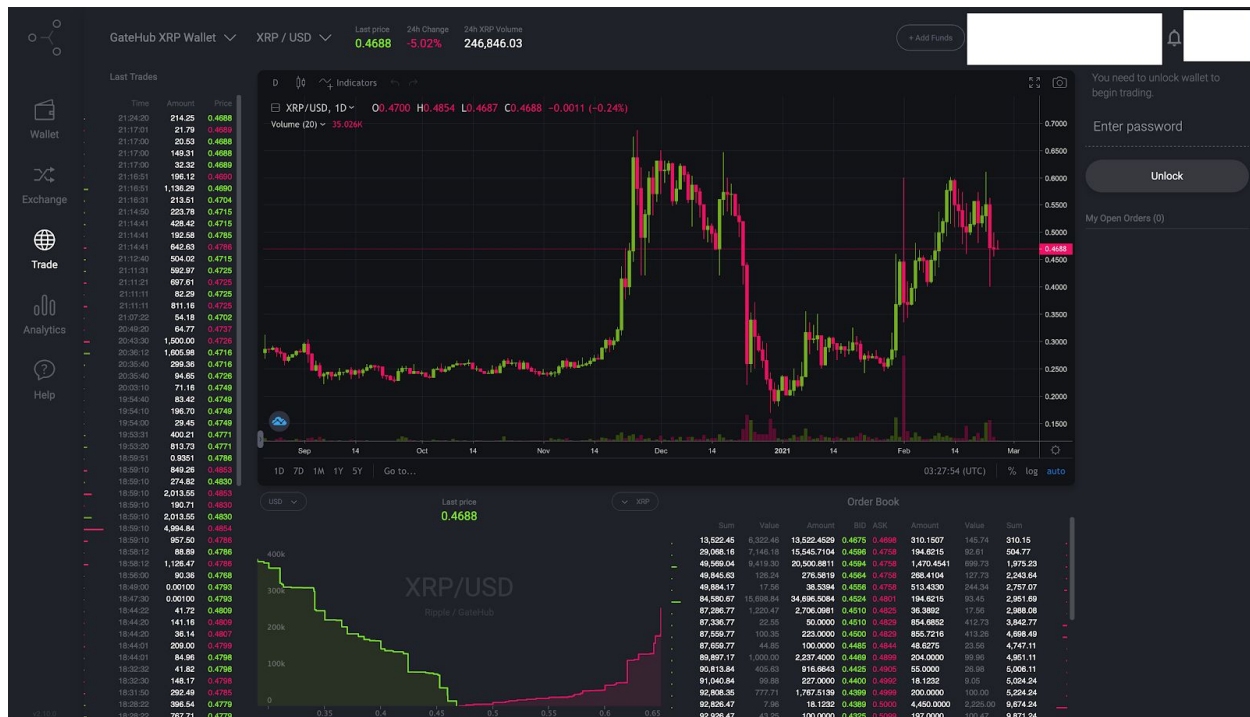 GateHub XRP Wallet
XRP / USD
Last price
0.4688
24h Change
-5.02%
24h XRP Volume
246,846.03
+ Add Funds
Wallet
Exchange
Trade
Analytics
Help
Last Trades
Time Amount Price
21:24:20 214.25 0.4688
21:17:01 21.79 0.4689
21:17:00 20.53 0.4688
21:17:00 149.31 0.4688
21:17:00 32.32 0.4689
21:16:51 196.12 0.4690
21:16:51 1,136.29 0.4690
21:16:31 213.51 0.4704
21:14:50 223.78 0.4715
21:14:41 428.42 0.4715
21:14:41 192.58 0.4785
21:14:41 642.63 0.4786
21:12:40 504.02 0.4715
21:11:31 592.97 0.4725
21:11:21 697.61 0.4725
21:11:11 82.29 0.4725
21:11:11 811.16 0.4725
21:07:22 54.18 0.4702
20:49:20 64.77 0.4737
20:43:30 1,500.00 0.4726
20:36:12 1,605.98 0.4716
20:35:40 299.36 0.4716
20:35:40 94.65 0.4726
20:03:10 71.16 0.4749
19:54:40 83.42 0.4749
19:54:10 196.70 0.4749
19:54:00 29.45 0.4749
19:53:31 400.21 0.4771
19:53:20 813.73 0.4771
18:59:51 0.9351 0.4786
18:59:10 849.26 0.4853
18:59:10 274.82 0.4830
18:59:10 2,013.55 0.4853
18:59:10 190.71 0.4830
18:59:10 2,013.55 0.4830
18:59:10 4,994.84 0.4854
18:59:10 957.50 0.4786
18:58:12 88.89 0.4786
18:58:12 1,126.47 0.4786
18:56:00 90.36 0.4768
18:49:00 0.00100 0.4793
18:47:30 0.00100 0.4793
18:44:22 41.72 0.4809
18:44:20 141.16 0.4809
18:44:20 36.14 0.4807
18:44:01 209.00 0.4799
18:44:01 84.96 0.4798
18:32:32 41.82 0.4798
18:32:30 148.17 0.4798
18:31:50 292.49 0.4785
18:28:22 396.54 0.4779
18:28:22 767.71 0.4779
D
Indicators
XRP/USD, 1D O0.4700 H0.4854 L0.4687 C0.4688 -0.0011 (-0.24%)
Volume (20) 35.026K
0.7000
0.6500
0.6000
0.5500
0.5000
0.4688
0.4500
0.4000
0.3500
0.3000
0.2500
0.2000
0.1500
Sep 14 Oct 14 Nov 14 Dec 14 2021 14 Feb 14 Mar
1D 7D 1M 1Y 5Y Go to...
03:27:54 (UTC) % log auto
You need to unlock wallet to
begin trading.
Enter password
Unlock
My Open Orders (0)
USD
Last price
0.4688
XRP
400k
300k
200k
100k
0
XRP/USD
Ripple / GateHub
0.35 0.4 0.45 0.5 0.55 0.6 0.65
Order Book
Sum Value Amount BID ASK Amount Value Sum
13,522.45 6,322.46 13,522.4529 0.4675 0.4698 310.1507 145.74 310.15
29,068.16 7,146.18 15,545.7104 0.4596 0.4758 194.6215 92.61 504.77
49,569.04 9,419.30 20,500.8811 0.4594 0.4758 1,470.4541 699.73 1,975.23
49,845.63 126.24 276.5819 0.4564 0.4758 268.4104 127.73 2,243.64
49,884.17 17.56 38.5394 0.4556 0.4758 513.4330 244.34 2,757.07
84,580.67 15,698.84 34,696.5084 0.4524 0.4801 194.6215 93.45 2,951.69
87,286.77 1,220.47 2,706.0981 0.4510 0.4825 36.3892 17.56 2,988.08
87,336.77 22.55 50.0000 0.4510 0.4829 854.6852 412.73 3,842.77
87,559.77 100.35 223.0000 0.4500 0.4829 855.7216 413.26 4,698.49
87,659.77 44.85 100.0000 0.4485 0.4844 48.6275 23.56 4,747.11
89,897.17 1,000.00 2,237.4000 0.4469 0.4899 204.0000 99.96 4,951.11
90,813.84 405.63 916.6643 0.4425 0.4905 55.0000 26.98 5,006.11
91,040.84 99.88 227.0000 0.4400 0.4992 18.1232 9.05 5,024.24
92,808.35 777.71 1,767.5139 0.4399 0.4999 200.0000 100.00 5,224.24
92,826.47 7.96 18.1232 0.4389 0.5000 4,450.0000 2,225.00 9,674.24
92,926.47 43.25 100.0000 0.4325 0.5099 197.0000 100.47 9,871.24